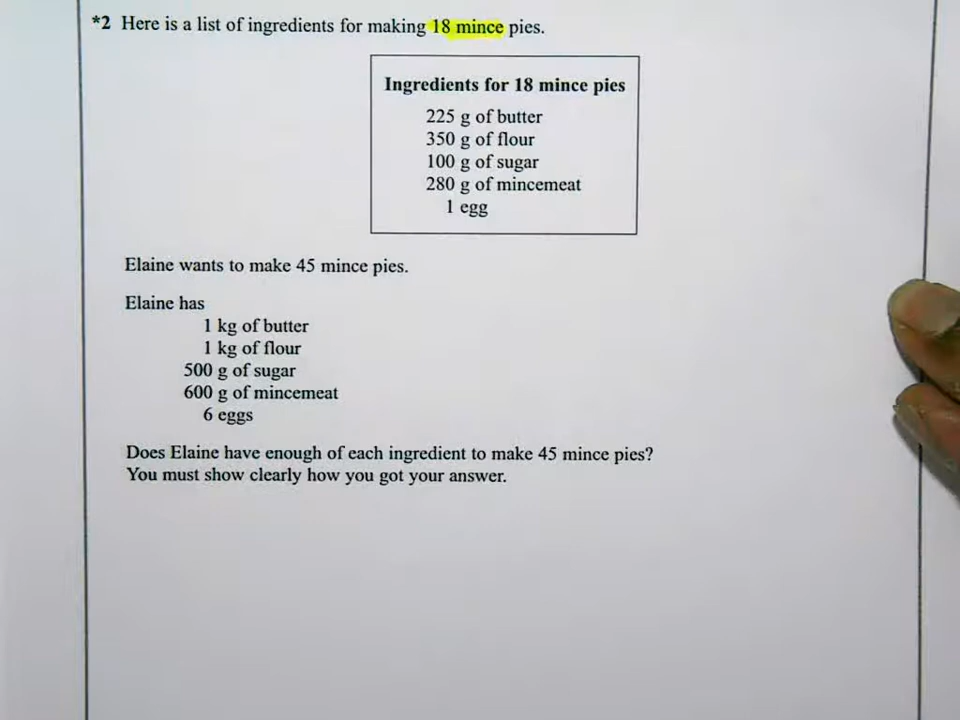 *2 Here is a list of ingredients for making 18 mince pies.
Ingredients for 18 mince pies
225 g of butter
350 g of flour
100 g of sugar
280 g of mincemeat
1 egg
Elaine wants to make 45 mince pies.
Elaine has
1 kg of butter
1 kg of flour
500 g of sugar
600 g of mincemeat
6 eggs
Does Elaine have enough of each ingredient to make 45 mince pies?
You must show clearly how you got your answer.